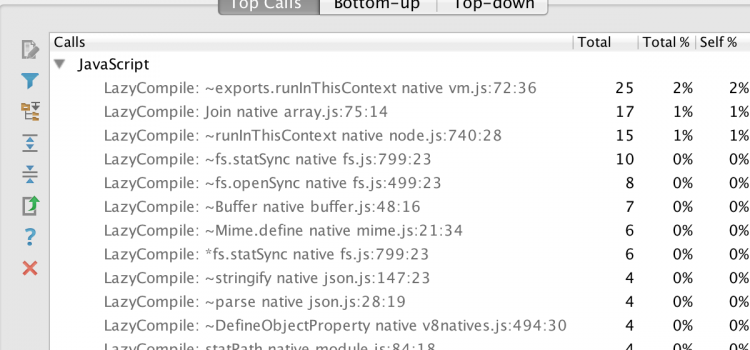 Top Calls Bottom-up Top-down
Calls Total Total % Self %
JavaScript
LazyCompile: ~exports.runInThisContext native vm.js:72:36 25 2% 2%
LazyCompile: Join native array.js:75:14 17 1% 1%
LazyCompile: ~runInThisContext native node.js:740:28 15 1% 1%
LazyCompile: ~fs.statSync native fs.js:799:23 10 0% 0%
LazyCompile: ~fs.openSync native fs.js:499:23 8 0% 0%
LazyCompile: ~Buffer native buffer.js:48:16 7 0% 0%
LazyCompile: ~Mime.define native mime.js:21:34 6 0% 0%
LazyCompile: *fs.statSync native fs.js:799:23 6 0% 0%
LazyCompile: ~stringify native json.js:147:23 4 0% 0%
LazyCompile: ~parse native json.js:28:19 4 0% 0%
LazyCompile: ~DefineObjectProperty native v8natives.js:494:30 4 0% 0%
LazyCompile: statPath native module.js:84:18 4 0% 0%